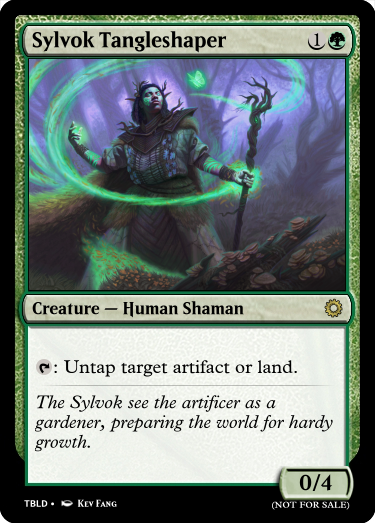 Sylvok Tangleshaper 1
Creature — Human Shaman
: Untap target artifact or land.
The Sylvok see the artificer as a
gardener, preparing the world for hardy
growth.
0/4
TBLD • Kev Fang
(NOT FOR SALE)